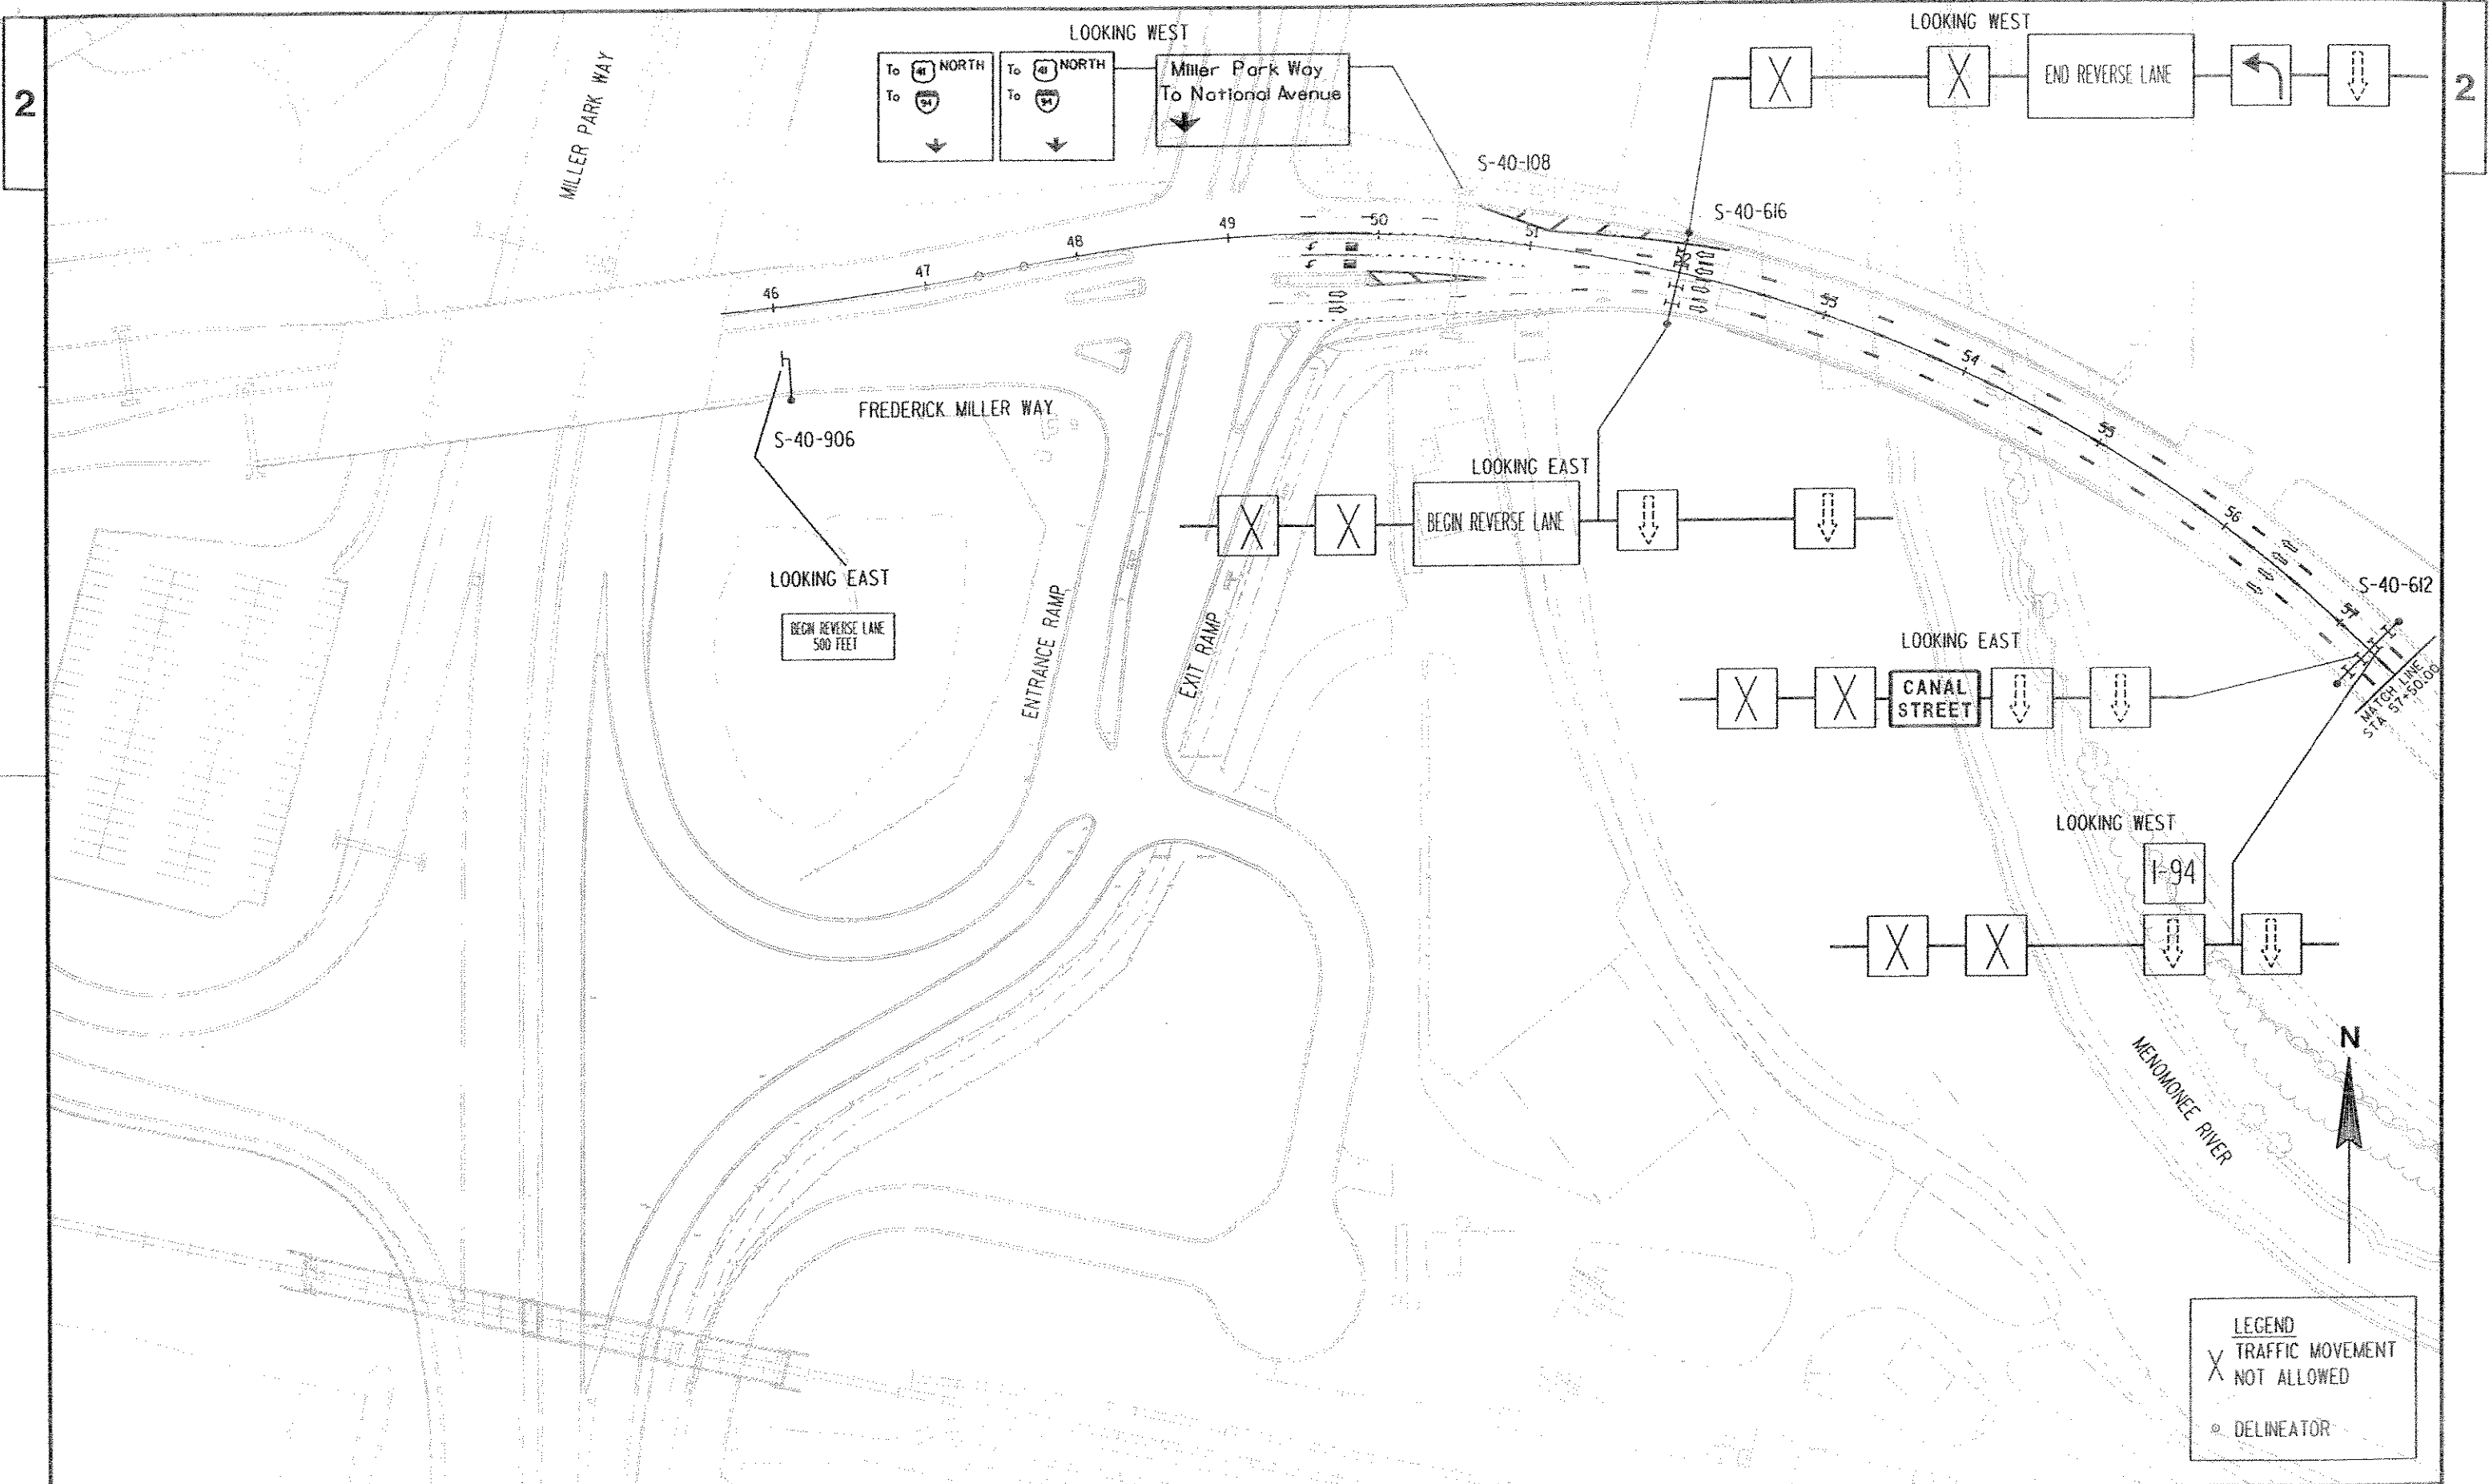 2
2
MILLER PARK WAY
LOOKING WEST
To 41 NORTH
To 94
To 41 NORTH
To 94
Miller Park Way
To National Avenue
LOOKING WEST
X
X
END REVERSE LANE
S-40-108
S-40-616
46
47
48
49
50
51
52
53
54
55
56
57
S-40-906
FREDERICK MILLER WAY
LOOKING EAST
X
X
BEGIN REVERSE LANE
LOOKING EAST
BEGIN REVERSE LANE
500 FEET
ENTRANCE RAMP
EXIT RAMP
S-40-612
LOOKING EAST
X
X
CANAL
STREET
MATCH LINE
STA 57+50.00
LOOKING WEST
I-94
X
X
MENOMONEE RIVER
N
LEGEND
X TRAFFIC MOVEMENT
NOT ALLOWED
DELINEATOR